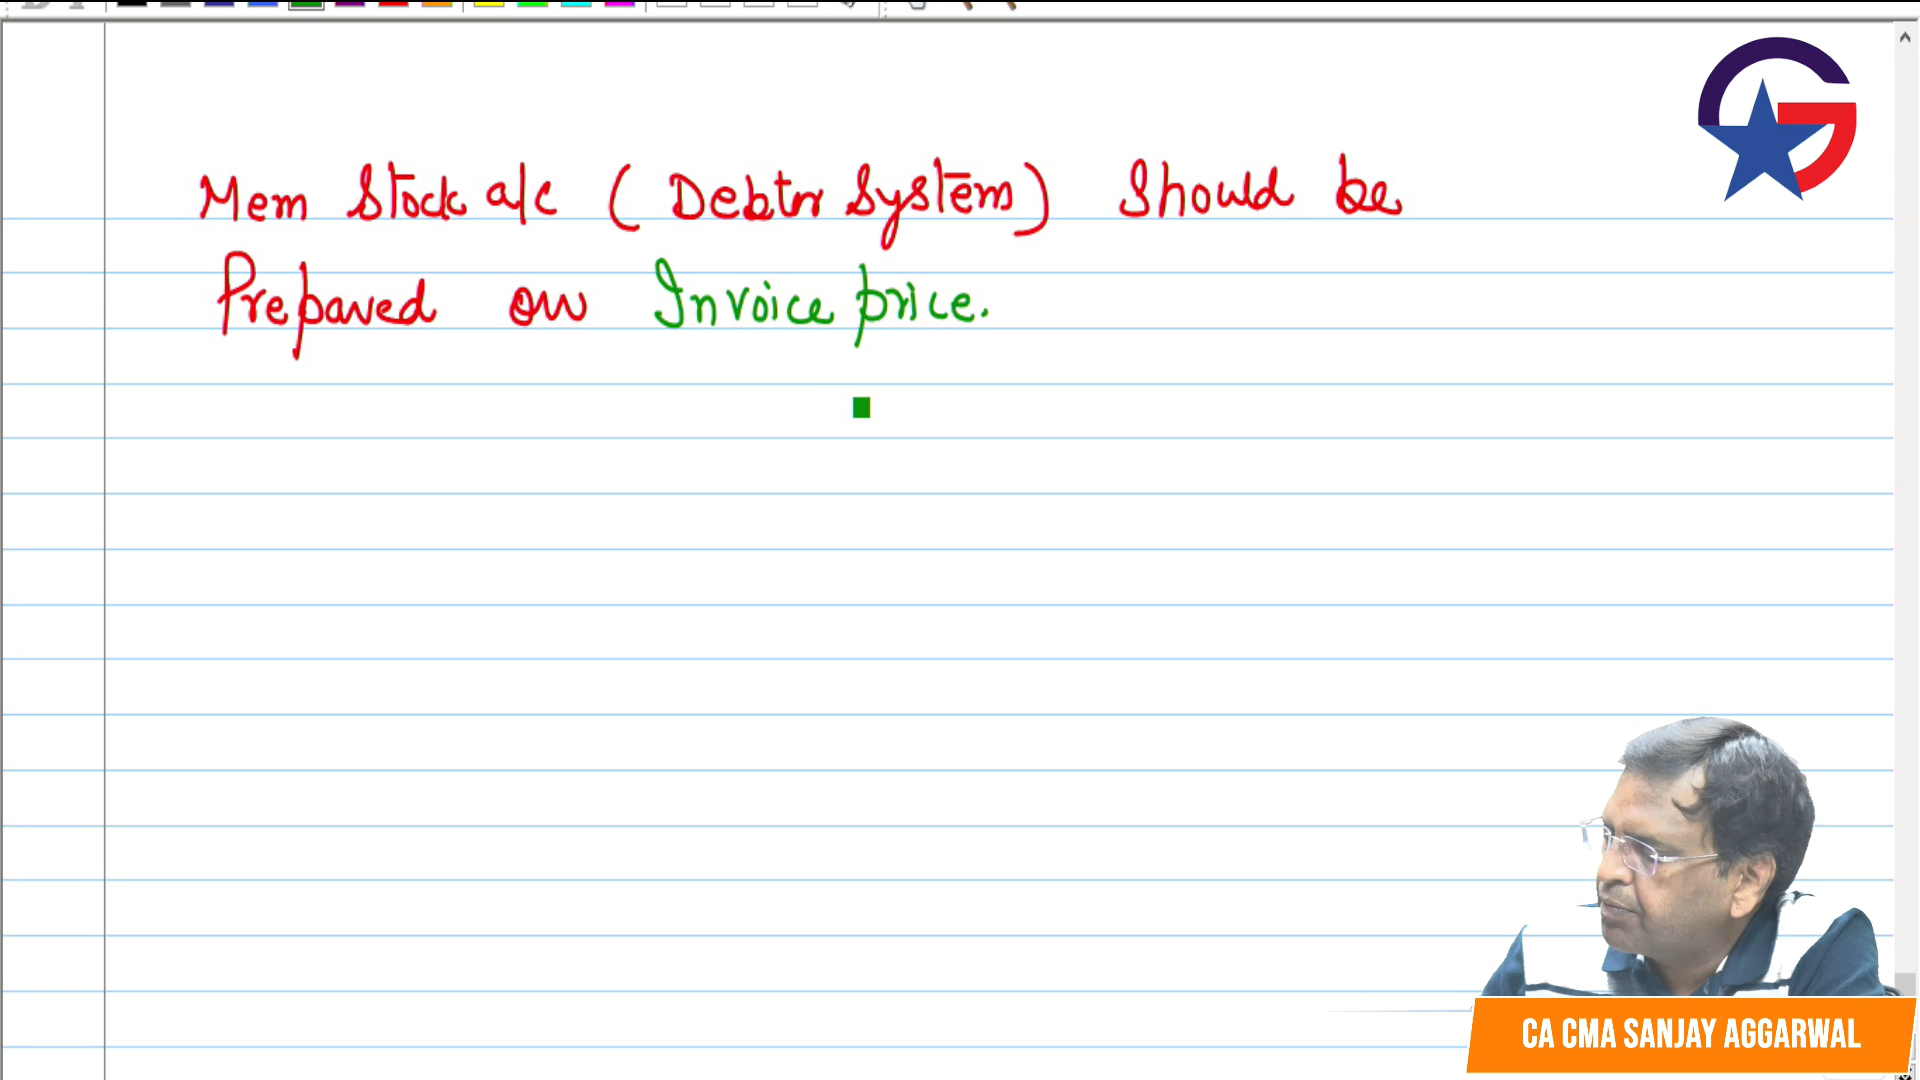 Mem Stock a/c (Debtor System) Should be
Prepared on Invoice price.
CA CMA SANJAY AGGARWAL